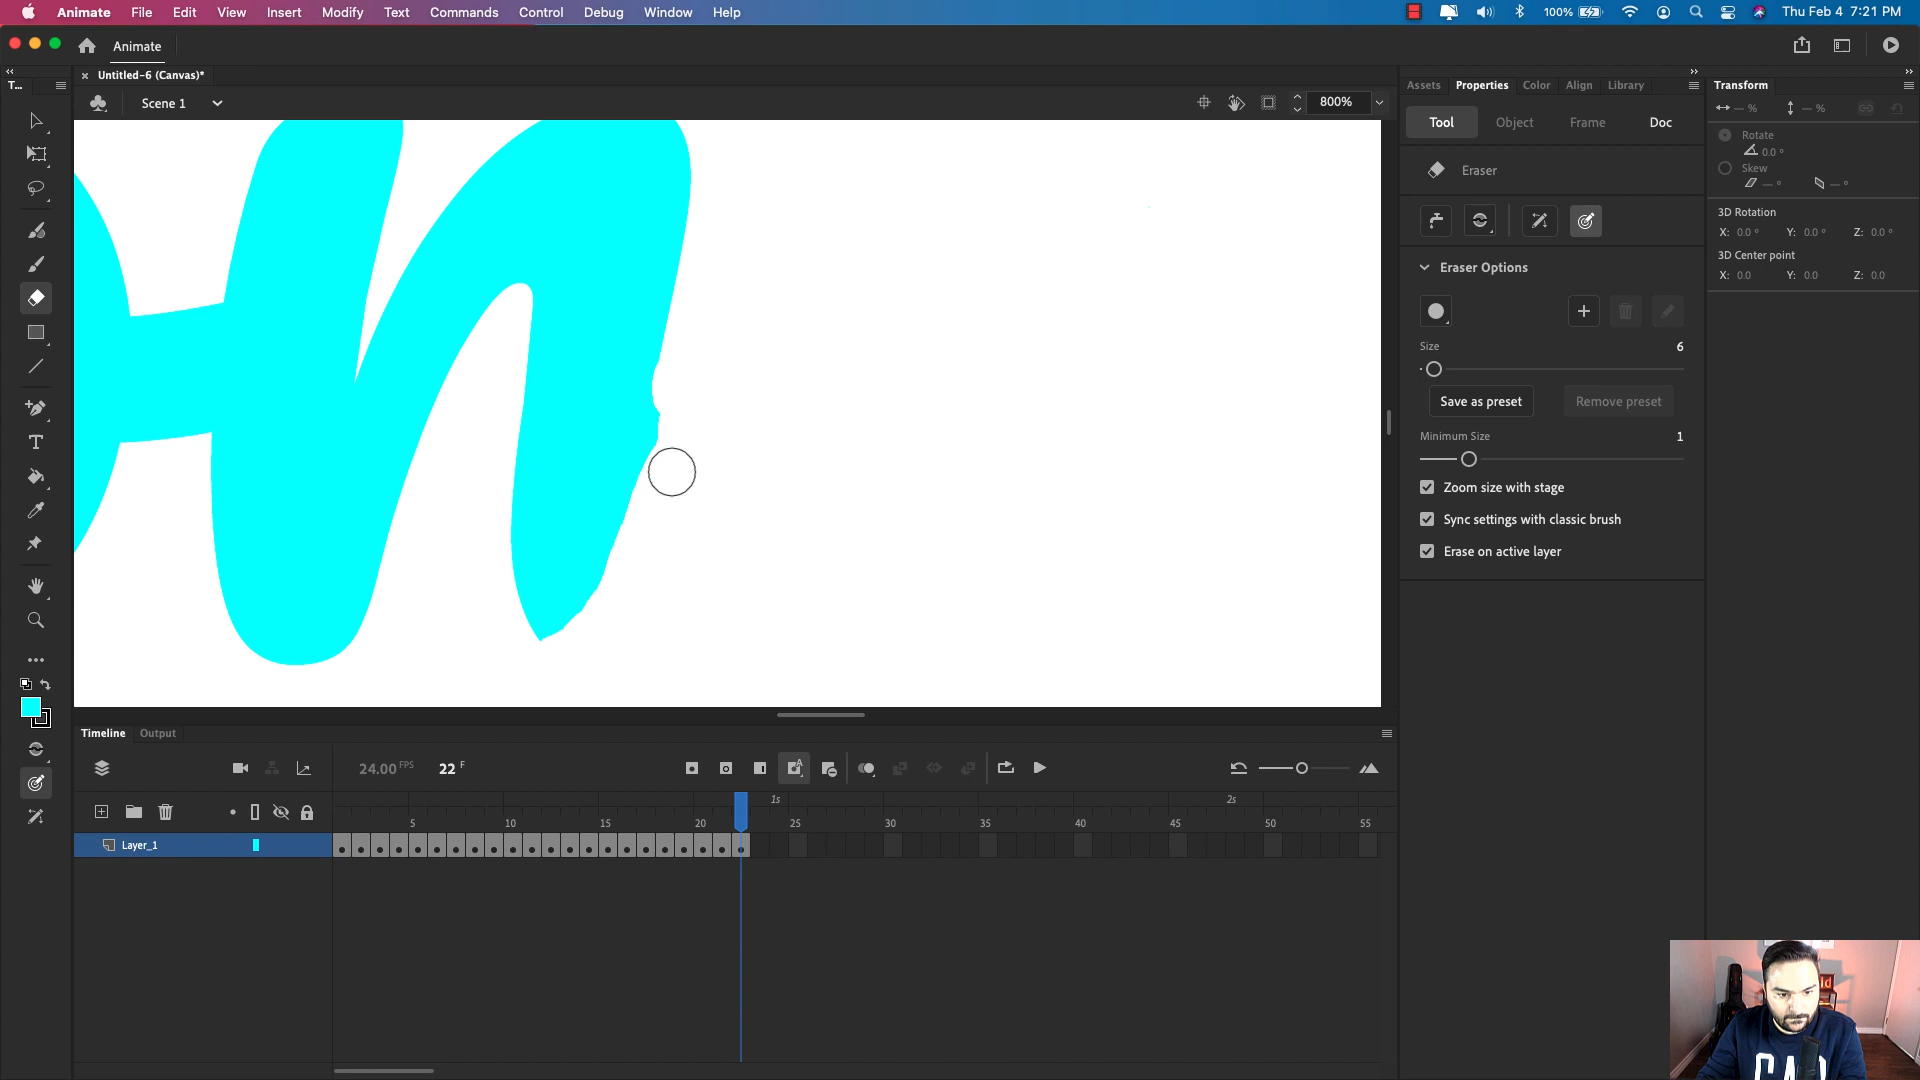 Animate File Edit View Insert Modify Text Commands Control Debug Window Help 100% Thu Feb 4 7:21 PM
Animate
Untitled-6 (Canvas)*
T...
Scene 1
800%
Assets Properties Color Align Library
Tool Object Frame Doc
Eraser
Eraser Options
Size 6
Save as preset Remove preset
Minimum Size 1
Zoom size with stage
Sync settings with classic brush
Erase on active layer
Transform
— % — %
Rotate
0.0 °
Skew
— ° — °
3D Rotation
X: 0.0 ° Y: 0.0 ° Z: 0.0 °
3D Center point
X: 0.0 Y: 0.0 Z: 0.0
Timeline Output
24.00 FPS 22 F
1s 2s
5 10 15 20 25 30 35 40 45 50 55
Layer_1